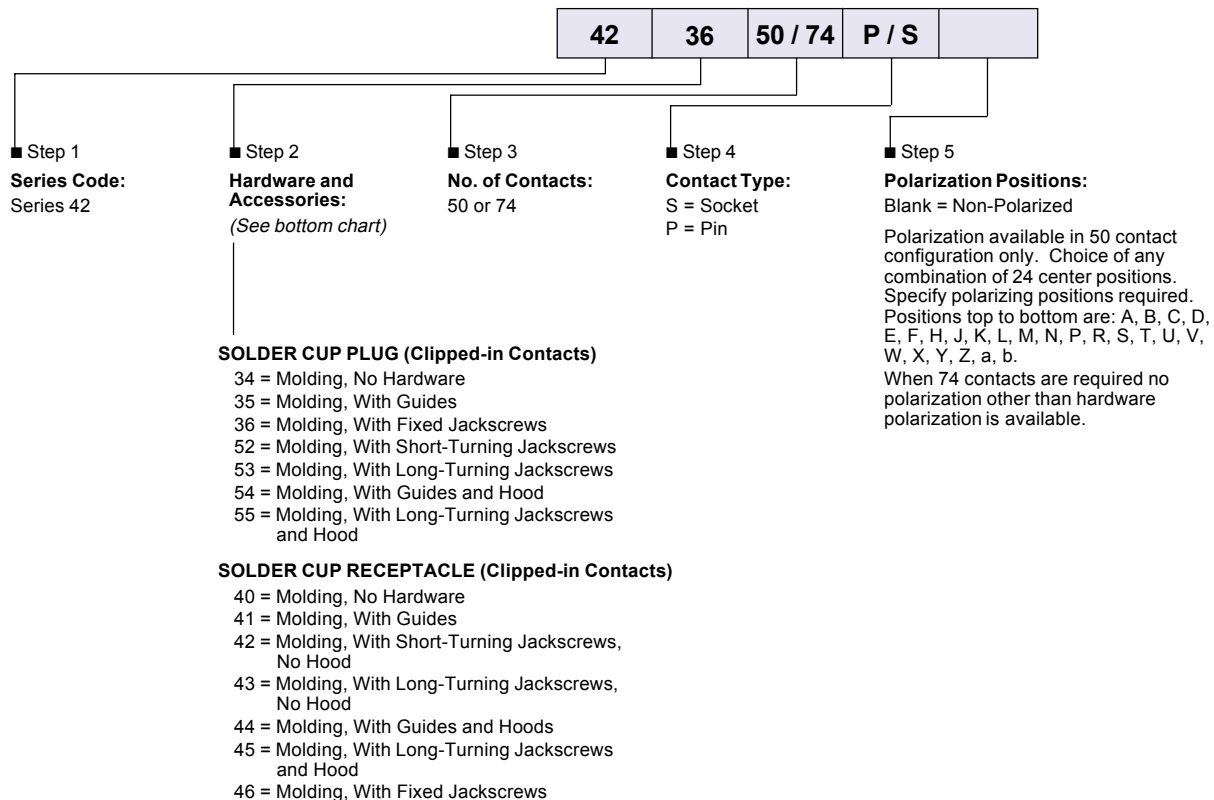 42 36 50 / 74 P / S
■ Step 1
Series Code:
Series 42
■ Step 2
Hardware and
Accessories:
(See bottom chart)
■ Step 3
No. of Contacts:
50 or 74
■ Step 4
Contact Type:
S = Socket
P = Pin
■ Step 5
Polarization Positions:
Blank = Non-Polarized
Polarization available in 50 contact
configuration only. Choice of any
combination of 24 center positions.
Specify polarizing positions required.
Positions top to bottom are: A, B, C, D,
E, F, H, J, K, L, M, N, P, R, S, T, U, V,
W, X, Y, Z, a, b.
When 74 contacts are required no
polarization other than hardware
polarization is available.
SOLDER CUP PLUG (Clipped-in Contacts)
34 = Molding, No Hardware
35 = Molding, With Guides
36 = Molding, With Fixed Jackscrews
52 = Molding, With Short-Turning Jackscrews
53 = Molding, With Long-Turning Jackscrews
54 = Molding, With Guides and Hood
55 = Molding, With Long-Turning Jackscrews
and Hood
SOLDER CUP RECEPTACLE (Clipped-in Contacts)
40 = Molding, No Hardware
41 = Molding, With Guides
42 = Molding, With Short-Turning Jackscrews,
No Hood
43 = Molding, With Long-Turning Jackscrews,
No Hood
44 = Molding, With Guides and Hoods
45 = Molding, With Long-Turning Jackscrews
and Hood
46 = Molding, With Fixed Jackscrews